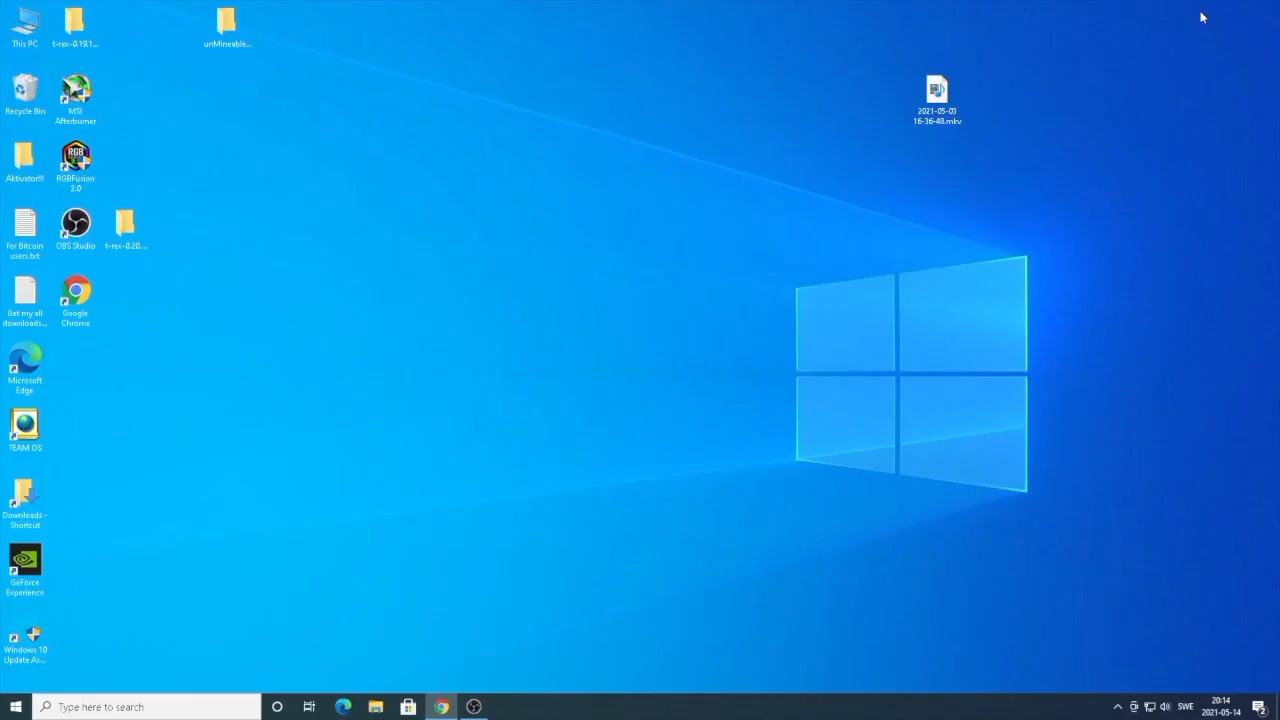 This PC
t-rex-0.19.1...
unMineable...
2021-05-03
16-36-48.mkv
Recycle Bin
MSI
Afterburner
Aktivator!!!
RGB
RGBFusion
2.0
for Bitcoin
users.txt
OBS Studio
t-rex-0.20....
Get my all
downloads...
Google
Chrome
Microsoft
Edge
TEAM OS
Downloads -
Shortcut
GeForce
Experience
Windows 10
Update As...
Type here to search
SWE
20:14
2021-05-14
2